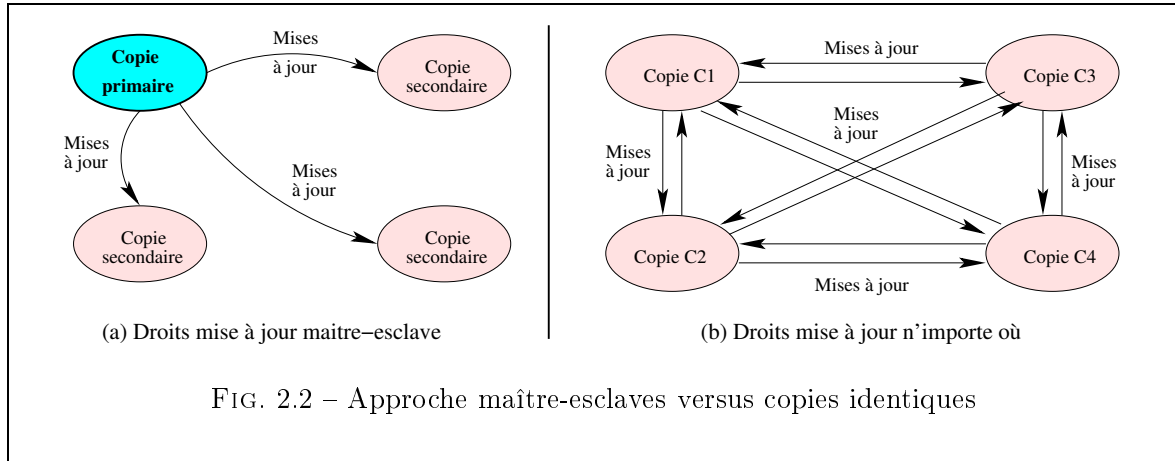 Copie
primaire
Mises
à jour
Copie
secondaire
Mises
à jour
Mises
à jour
Copie
secondaire
Copie
secondaire
(a) Droits mise à jour maitre−esclave
Mises à jour
Copie C1
Copie C3
Mises
à jour
Mises
à jour
Mises
à jour
Copie C2
Copie C4
Mises à jour
(b) Droits mise à jour n'importe où
FIG. 2.2 – Approche maître-esclaves versus copies identiques